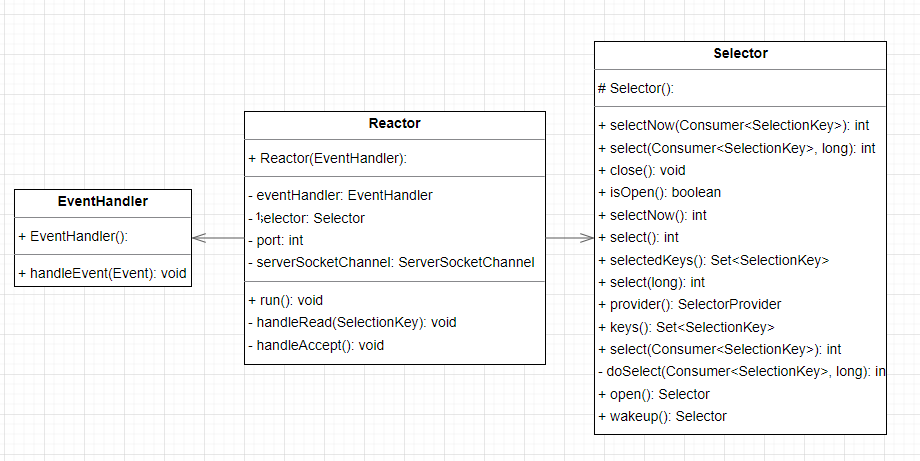 EventHandler
+ EventHandler():
+ handleEvent(Event): void
Reactor
+ Reactor(EventHandler):
- eventHandler: EventHandler
- selector: Selector
- port: int
- serverSocketChannel: ServerSocketChannel
+ run(): void
- handleRead(SelectionKey): void
- handleAccept(): void
Selector
# Selector():
+ selectNow(Consumer<SelectionKey>): int
+ select(Consumer<SelectionKey>, long): int
+ close(): void
+ isOpen(): boolean
+ selectNow(): int
+ select(): int
+ selectedKeys(): Set<SelectionKey>
+ select(long): int
+ provider(): SelectorProvider
+ keys(): Set<SelectionKey>
+ select(Consumer<SelectionKey>): int
- doSelect(Consumer<SelectionKey>, long): in
+ open(): Selector
+ wakeup(): Selector